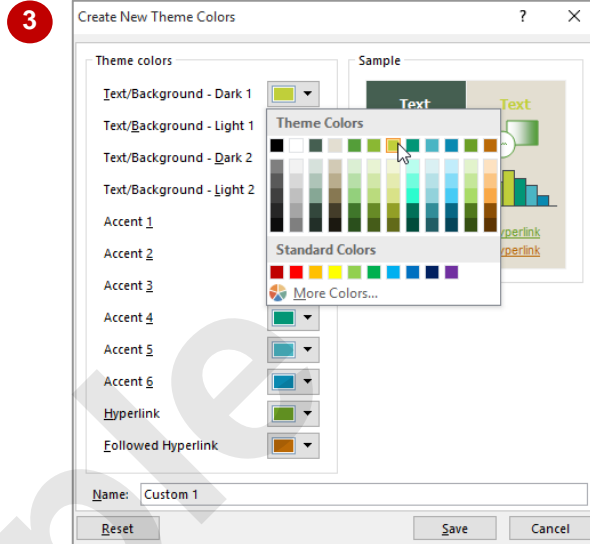 3
Create New Theme Colors
?
Theme colors
Sample
Text/Background - Dark 1
Text/Background - Light 1
Text/Background - Dark 2
Text/Background - Light 2
Accent 1
Accent 2
Accent 3
Accent 4
Accent 5
Accent 6
Hyperlink
Followed Hyperlink
Text
Text
Theme Colors
Standard Colors
More Colors...
yperlink
yperlink
Name: Custom 1
Reset
Save
Cancel